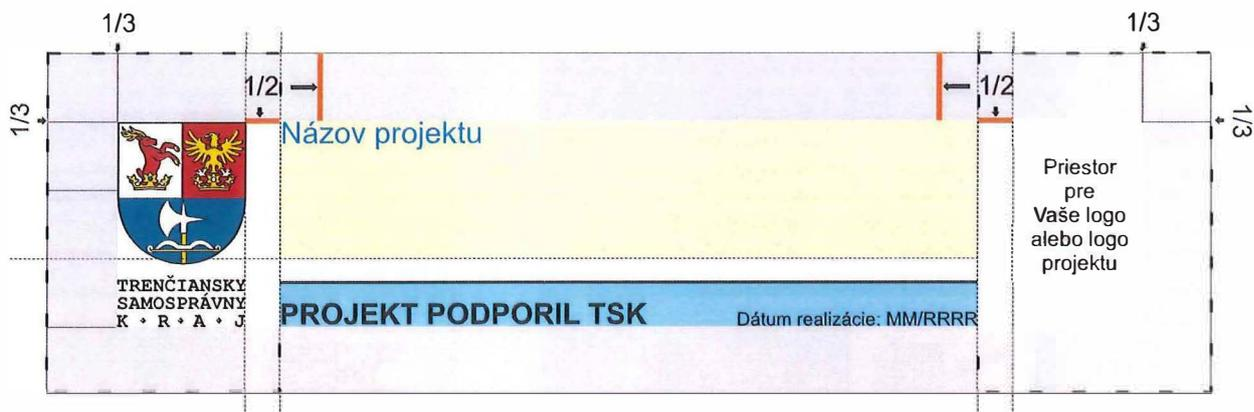 1/3
1/3
1/2
1/2
1/3
1/3
Názov projektu
Priestor
pre
Vaše logo
alebo logo
projektu
TRENČIANSKY
SAMOSPRÁVNY
K • R • A • J
PROJEKT PODPORIL TSK
Dátum realizácie: MM/RRRR